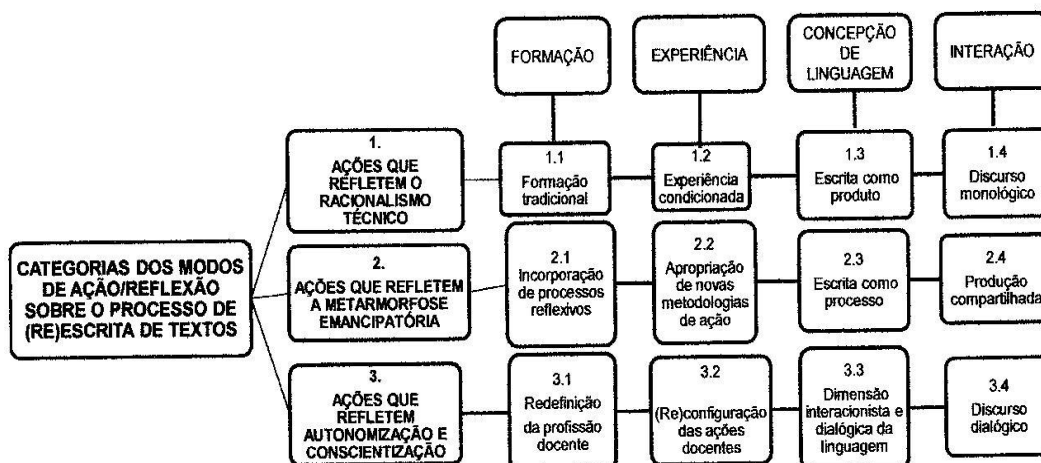 FORMAÇÃO
EXPERIÊNCIA
CONCEPÇÃO
DE
LINGUAGEM
INTERAÇÃO
CATEGORIAS DOS MODOS
DE AÇÃO/REFLEXÃO
SOBRE O PROCESSO DE
(RE)ESCRITA DE TEXTOS
1.
AÇÕES QUE
REFLETEM O
RACIONALISMO
TÉCNICO
1.1
Formação
tradicional
1.2
Experiência
condicionada
1.3
Escrita como
produto
1.4
Discurso
monológico
2.
AÇÕES QUE REFLETEM
A METARMORFOSE
EMANCIPATÓRIA
2.1
Incorporação
de processos
reflexivos
2.2
Apropriação
de novas
metodologias
de ação
2.3
Escrita como
processo
2.4
Produção
compartilhada
3.
AÇÕES QUE
REFLETEM
AUTONOMIZAÇÃO E
CONSCIENTIZAÇÃO
3.1
Redefinição
da profissão
docente
3.2
(Re)configuração
das ações
docentes
3.3
Dimensão
interacionista e
dialógica da
linguagem
3.4
Discurso
dialógico